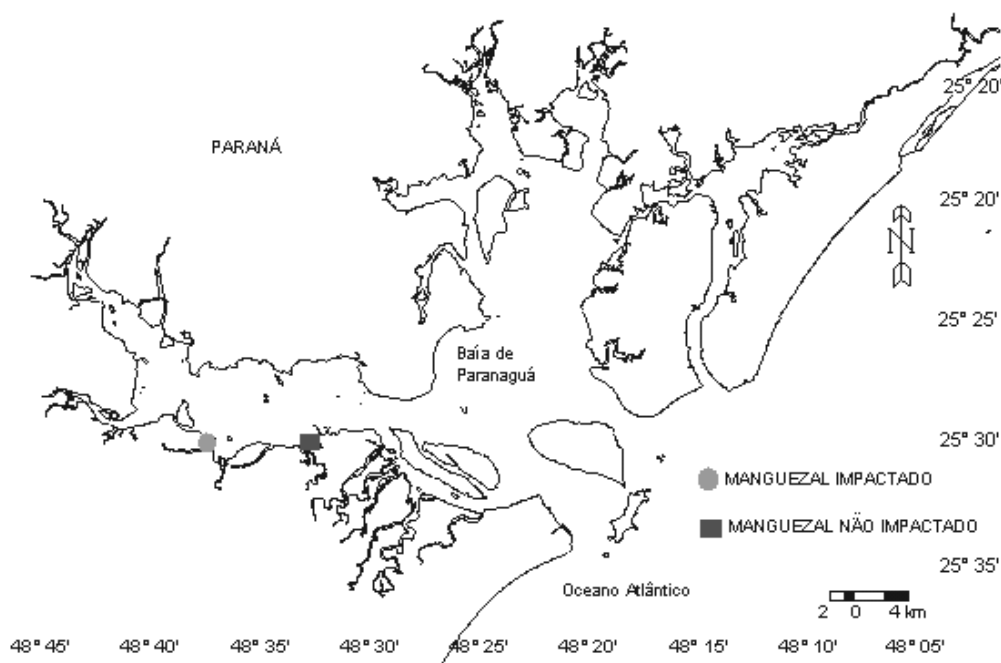 25° 20'
PARANÁ
25° 20'
N
25° 25'
Baía de
Paranaguá
25° 30'
MANGUEZAL IMPACTADO
MANGUEZAL NÄO IMPACTADO
25° 35'
Oceano Atlântico
2 0 4 km
48° 45' 48° 40' 48° 35' 48° 30' 48° 25' 48° 20' 48° 15' 48° 10' 48° 05'